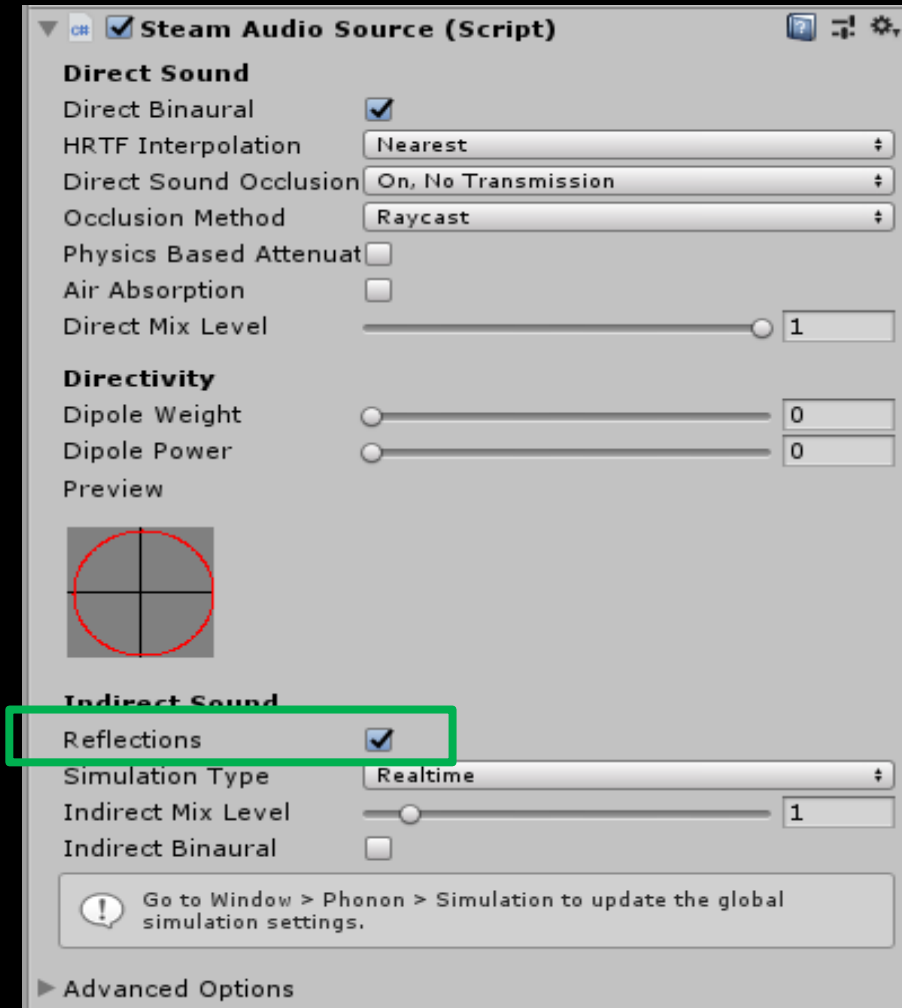 c# Steam Audio Source (Script)
Direct Sound
Direct Binaural
HRTF Interpolation Nearest
Direct Sound Occlusion On, No Transmission
Occlusion Method Raycast
Physics Based Attenuat
Air Absorption
Direct Mix Level 1
Directivity
Dipole Weight 0
Dipole Power 0
Preview
Indirect Sound
Reflections
Simulation Type Realtime
Indirect Mix Level 1
Indirect Binaural
Go to Window > Phonon > Simulation to update the global
simulation settings.
Advanced Options